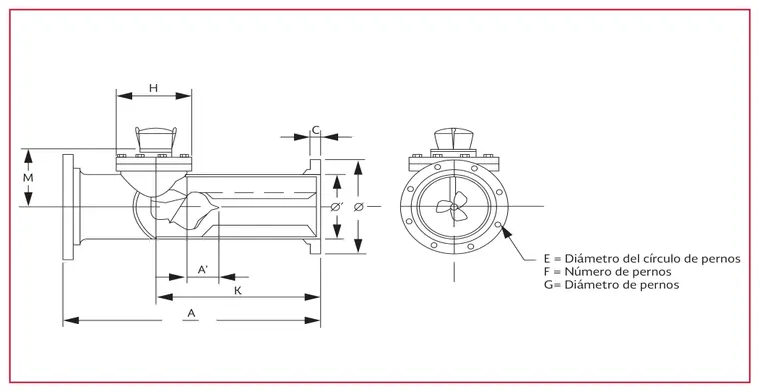 H
C
M
Ø'
Ø
A'
K
A
E = Diámetro del círculo de pernos
F = Número de pernos
G= Diámetro de pernos